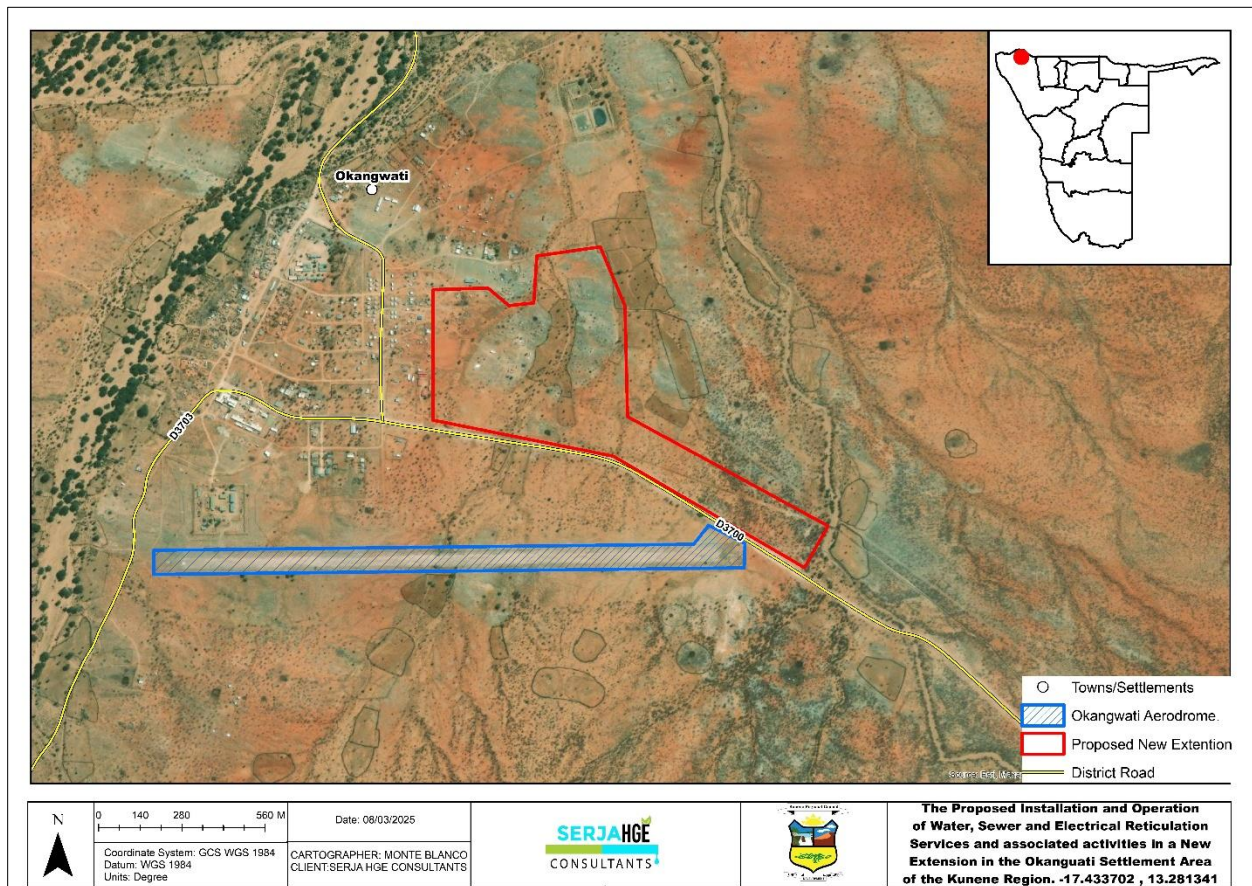 Okangwati
D3703
D3700
Towns/Settlements
Okangwati Aerodrome.
Proposed New Extention
District Road
N
0 140 280 560 M
Coordinate System: GCS WGS 1984
Datum: WGS 1984
Units: Degree
Date: 08/03/2025
CARTOGRAPHER: MONTE BLANCO
CLIENT:SERJA HGE CONSULTANTS
SERJA HGE
CONSULTANTS
The Proposed Installation and Operation
of Water, Sewer and Electrical Reticulation
Services and associated activities in a New
Extension in the Okanguati Settlement Area
of the Kunene Region. -17.433702 , 13.281341